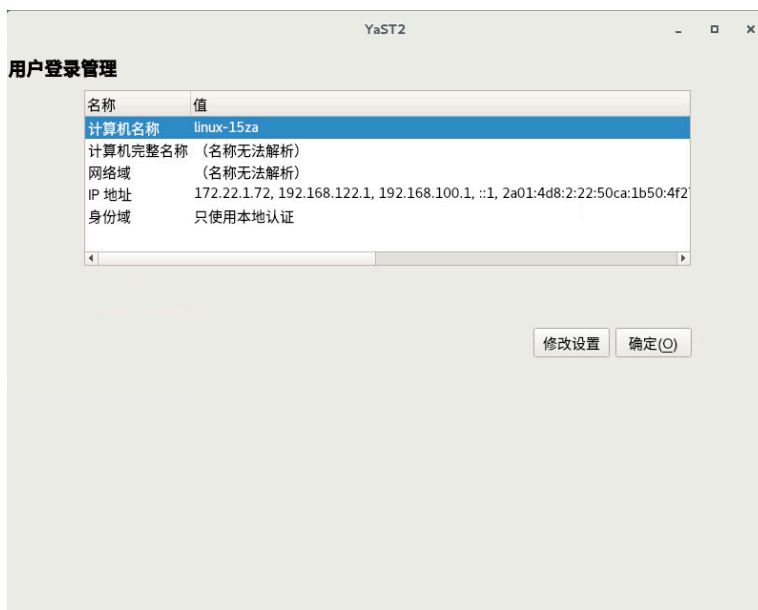 YaST2
用户登录管理
名称 值
计算机名称 linux-15za
计算机完整名称 （名称无法解析）
网络域 （名称无法解析）
IP 地址 172.22.1.72, 192.168.122.1, 192.168.100.1, ::1, 2a01:4d8:2:22:50ca:1b50:4f2
身份域 只使用本地认证
修改设置 确定(O)